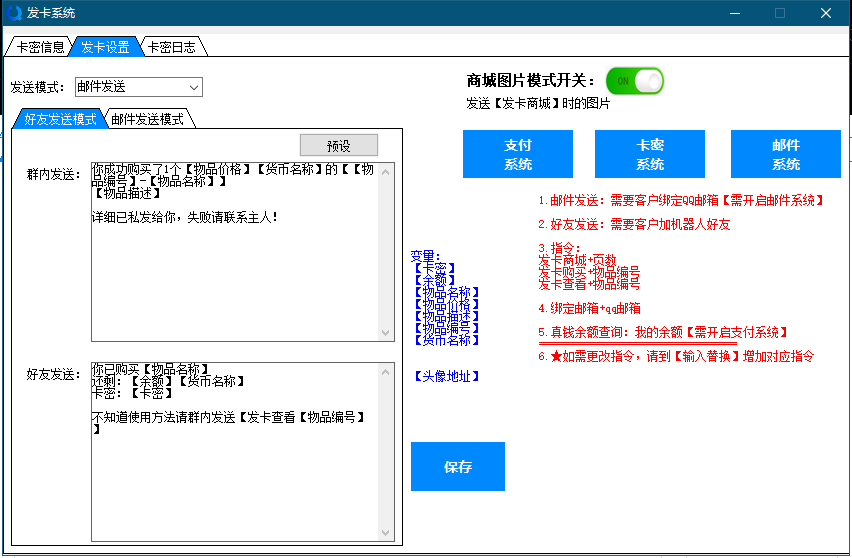 发卡系统
卡密信息
发卡设置
卡密日志
发送模式：
邮件发送
商城图片模式开关：
ON
发送【发卡商城】时的图片
好友发送模式
邮件发送模式
支付
系统
卡密
系统
邮件
系统
预设
群内发送：
你成功购买了1个【物品价格】【货币名称】的【【物
品编号】-【物品名称】】
【物品描述】
详细已私发给你，失败请联系主人！
好友发送：
你已购买【物品名称】
还剩：【余额】【货币名称】
卡密：【卡密】
不知道使用方法请群内发送【发卡查看【物品编号】
】
变量：
【卡密】
【余额】
【物品名称】
【物品价格】
【物品描述】
【物品编号】
【货币名称】
【头像地址】
保存
1.邮件发送：需要客户绑定QQ邮箱【需开启邮件系统】
2.好友发送：需要客户加机器人好友
3.指令：
发卡商城+页数
发卡购买+物品编号
发卡查看+物品编号
4.绑定邮箱+qq邮箱
5.真钱余额查询：我的余额【需开启支付系统】
6.★如需更改指令，请到【输入替换】增加对应指令